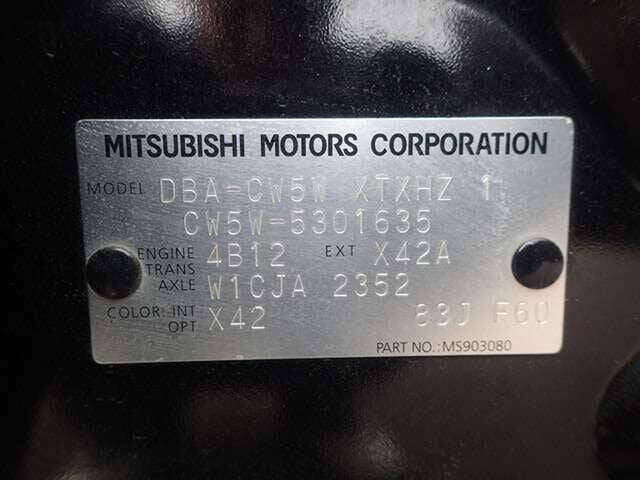 MITSUBISHI MOTORS CORPORATION
MODEL DBA-CW5W XTXHZ 1
CW5W-5301635
ENGINE 4B12 EXT X42A
TRANS AXLE W1CJA 2352
COLOR: INT OPT X42 83J F60
PART NO.: MS903080